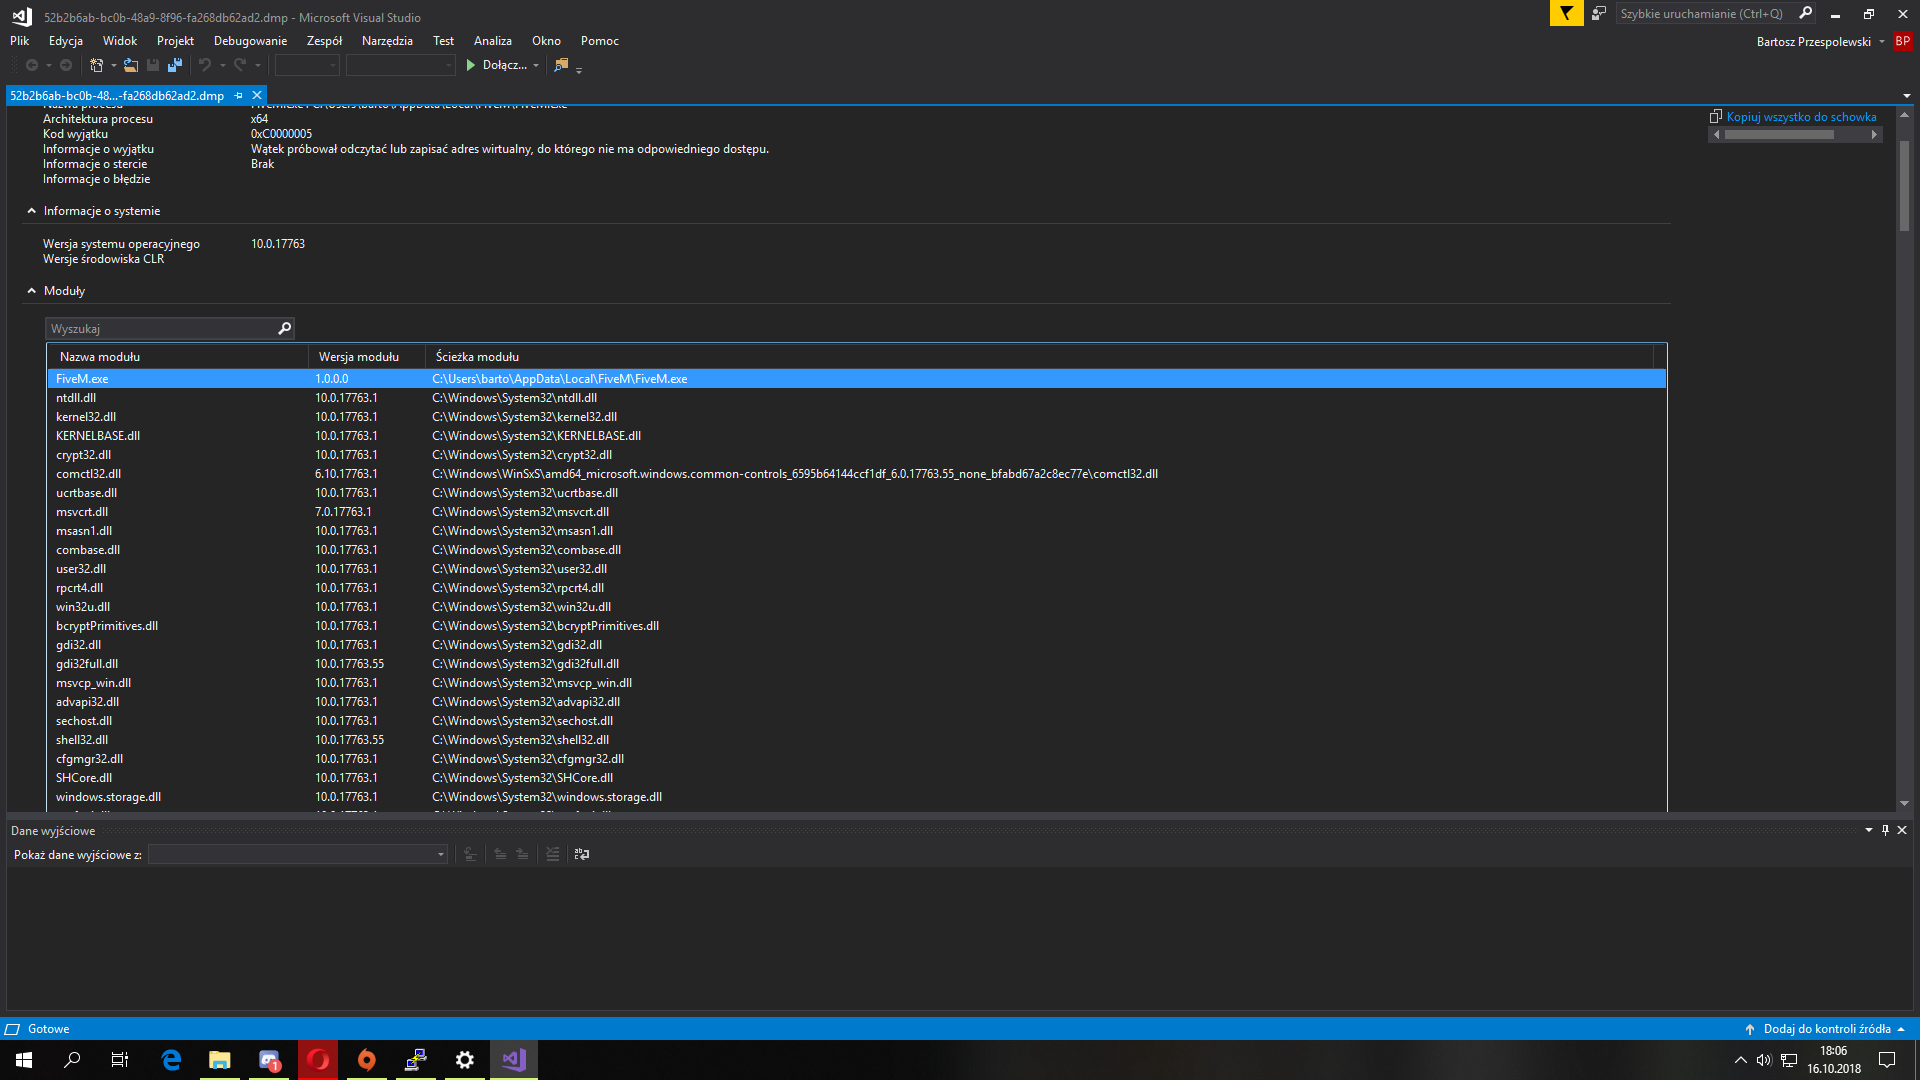 52b2b6ab-bc0b-48a9-8f96-fa268db62ad2.dmp - Microsoft Visual Studio
Szybkie uruchamianie (Ctrl+Q)
Plik Edycja Widok Projekt Debugowanie Zespół Narzędzia Test Analiza Okno Pomoc
Bartosz Przespolewski BP
Dołącz...
52b2b6ab-bc0b-48...-fa268db62ad2.dmp
Kopiuj wszystko do schowka
Architektura procesu x64
Kod wyjątku 0xC0000005
Informacje o wyjątku Wątek próbował odczytać lub zapisać adres wirtualny, do którego nie ma odpowiedniego dostępu.
Informacje o stercie Brak
Informacje o błędzie
Informacje o systemie
Wersja systemu operacyjnego 10.0.17763
Wersje środowiska CLR
Moduły
Wyszukaj
Nazwa modułu Wersja modułu Ścieżka modułu
FiveM.exe 1.0.0.0 C:\Users\barto\AppData\Local\FiveM\FiveM.exe
ntdll.dll 10.0.17763.1 C:\Windows\System32\ntdll.dll
kernel32.dll 10.0.17763.1 C:\Windows\System32\kernel32.dll
KERNELBASE.dll 10.0.17763.1 C:\Windows\System32\KERNELBASE.dll
crypt32.dll 10.0.17763.1 C:\Windows\System32\crypt32.dll
comctl32.dll 6.10.17763.1 C:\Windows\WinSxS\amd64_microsoft.windows.common-controls_6595b64144ccf1df_6.0.17763.55_none_bfabd67a2c8ec77e\comctl32.dll
ucrtbase.dll 10.0.17763.1 C:\Windows\System32\ucrtbase.dll
msvcrt.dll 7.0.17763.1 C:\Windows\System32\msvcrt.dll
msasn1.dll 10.0.17763.1 C:\Windows\System32\msasn1.dll
combase.dll 10.0.17763.1 C:\Windows\System32\combase.dll
user32.dll 10.0.17763.1 C:\Windows\System32\user32.dll
rpcrt4.dll 10.0.17763.1 C:\Windows\System32\rpcrt4.dll
win32u.dll 10.0.17763.1 C:\Windows\System32\win32u.dll
bcryptPrimitives.dll 10.0.17763.1 C:\Windows\System32\bcryptPrimitives.dll
gdi32.dll 10.0.17763.1 C:\Windows\System32\gdi32.dll
gdi32full.dll 10.0.17763.55 C:\Windows\System32\gdi32full.dll
msvcp_win.dll 10.0.17763.1 C:\Windows\System32\msvcp_win.dll
advapi32.dll 10.0.17763.1 C:\Windows\System32\advapi32.dll
sechost.dll 10.0.17763.1 C:\Windows\System32\sechost.dll
shell32.dll 10.0.17763.55 C:\Windows\System32\shell32.dll
cfgmgr32.dll 10.0.17763.1 C:\Windows\System32\cfgmgr32.dll
SHCore.dll 10.0.17763.1 C:\Windows\System32\SHCore.dll
windows.storage.dll 10.0.17763.1 C:\Windows\System32\windows.storage.dll
Dane wyjściowe
Pokaż dane wyjściowe z:
Gotowe
Dodaj do kontroli źródła
1
18:06
16.10.2018